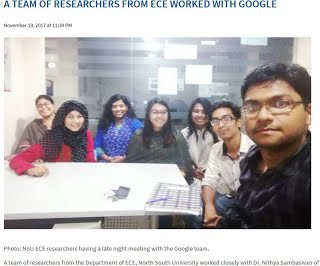 A TEAM OF RESEARCHERS FROM ECE WORKED WITH GOOGLE
November 19, 2017 at 11:39 PM
Photo: NSU ECE researchers having a late night meeting with the Google team.
A team of researchers from the Department of ECE, North South University worked closely with Dr. Nithya Sambasivan of